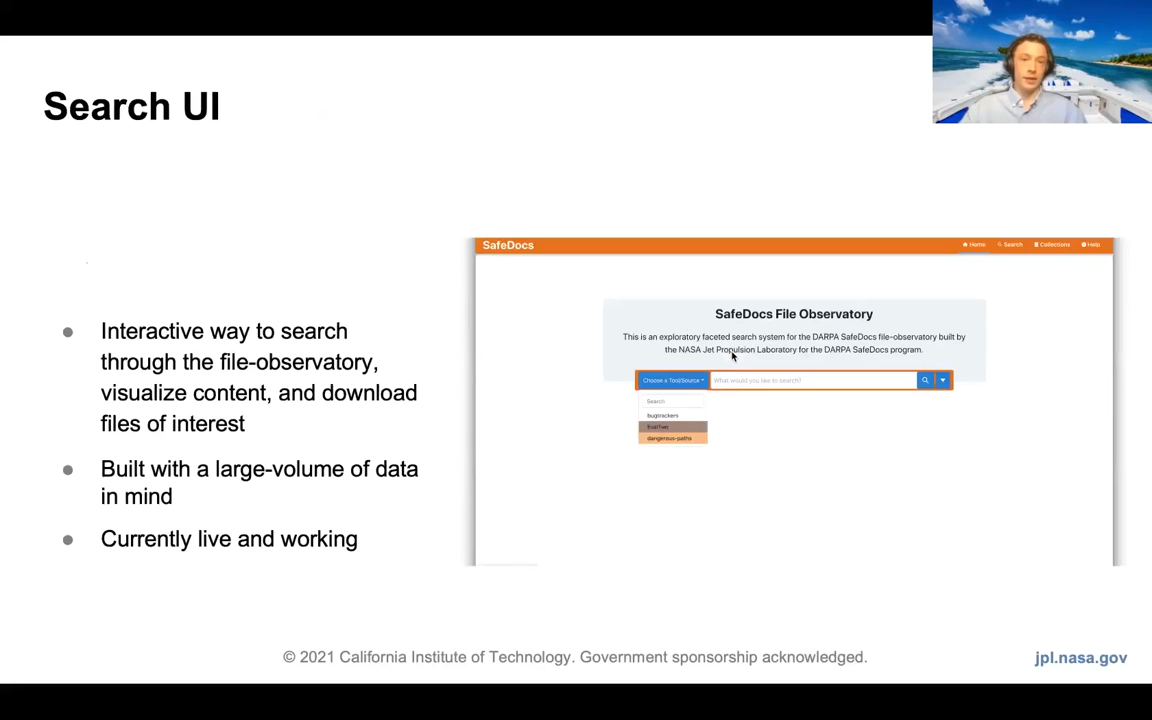 Search UI
Interactive way to search
through the file-observatory,
visualize content, and download
files of interest
Built with a large-volume of data
in mind
Currently live and working
SafeDocs
Home
Search
Collections
Help
SafeDocs File Observatory
This is an exploratory faceted search system for the DARPA SafeDocs file-observatory built by
the NASA Jet Propulsion Laboratory for the DARPA SafeDocs program.
Choose a Tool/Source
What would you like to search?
Search
bugtrackers
dangerous-paths
© 2021 California Institute of Technology. Government sponsorship acknowledged.
jpl.nasa.gov